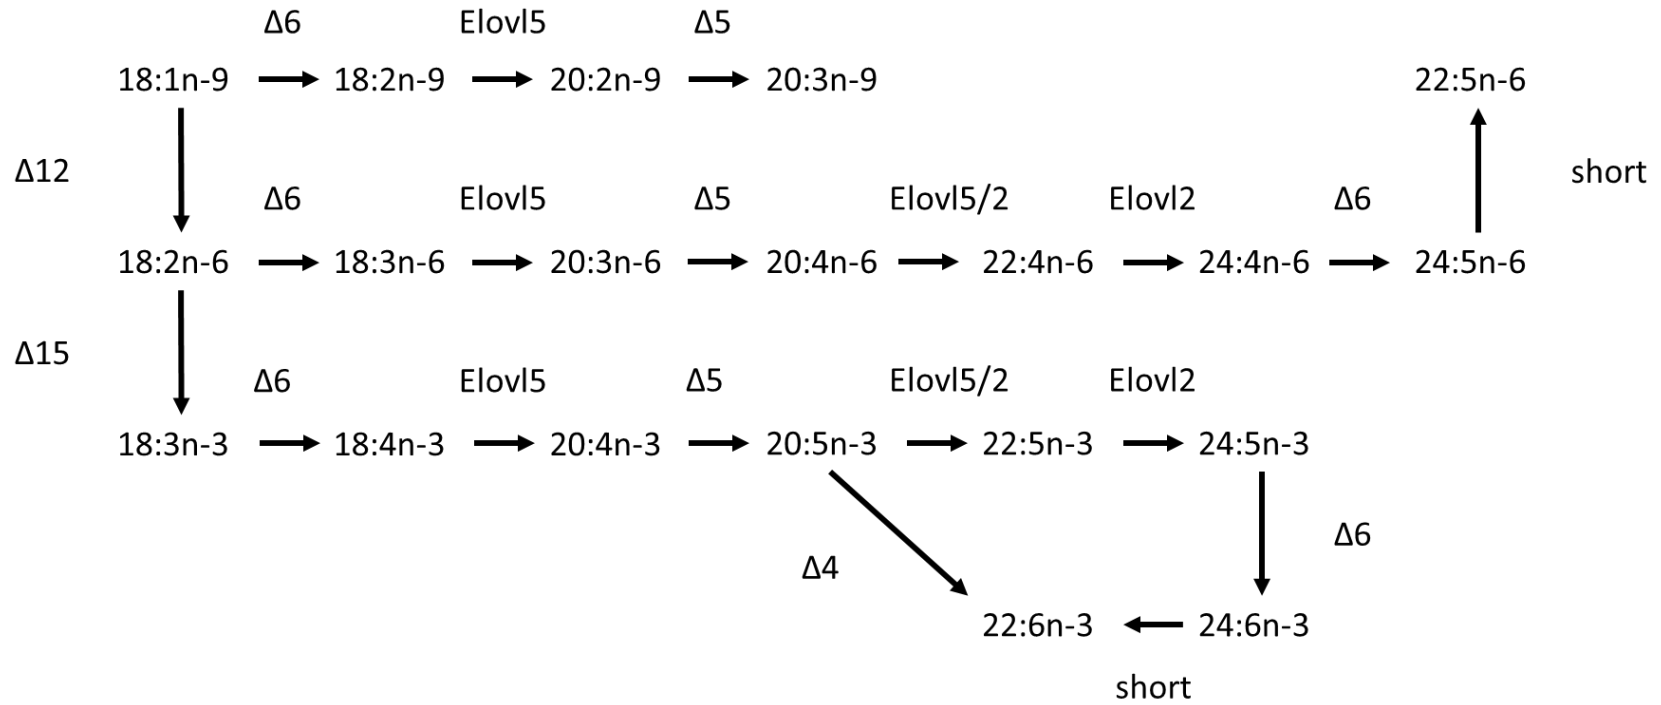 Δ6 Elovl5 Δ5
18:1n-9 18:2n-9 20:2n-9 20:3n-9 22:5n-6
Δ12 short
Δ6 Elovl5 Δ5 Elovl5/2 Elovl2 Δ6
18:2n-6 18:3n-6 20:3n-6 20:4n-6 22:4n-6 24:4n-6 24:5n-6
Δ15
Δ6 Elovl5 Δ5 Elovl5/2 Elovl2
18:3n-3 18:4n-3 20:4n-3 20:5n-3 22:5n-3 24:5n-3
Δ4 Δ6
22:6n-3 24:6n-3
short